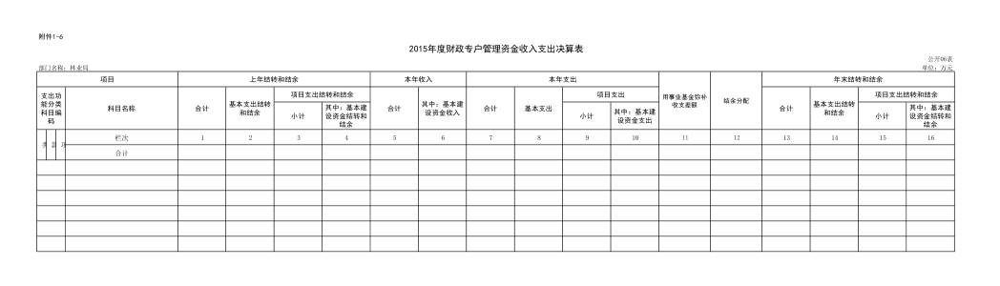 附件1-6
2015年度财政专户管理资金收入支出决算表
公开06表
部门名称：林业局 单位：万元
项目 上年结转和结余 本年收入 本年支出 用事业基金弥补收支差额 结余分配 年末结转和结余
支出功能分类科目编码 科目名称 合计 基本支出结转和结余 项目支出结转和结余 合计 其中：基本建设资金收入 合计 基本支出 项目支出 合计 基本支出结转和结余 项目支出结转和结余
小计 其中：基本建设资金结转和结余 小计 其中：基本建设资金支出 小计 其中：基本建设资金结转和结余
类 款 项 栏次 1 2 3 4 5 6 7 8 9 10 11 12 13 14 15 16
合计